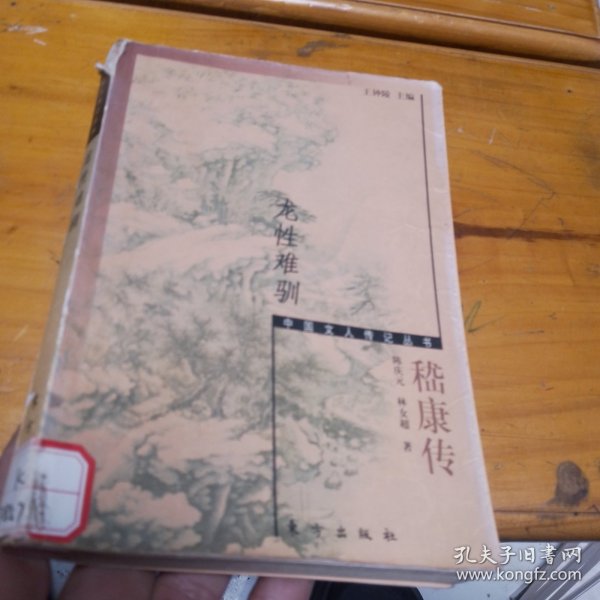 王钟陵 主编
龙性难驯
中国文人传记丛书
嵇康传
陈庆元 林女超 著
东方出版社
孔夫子旧书网
www.kongfz.com